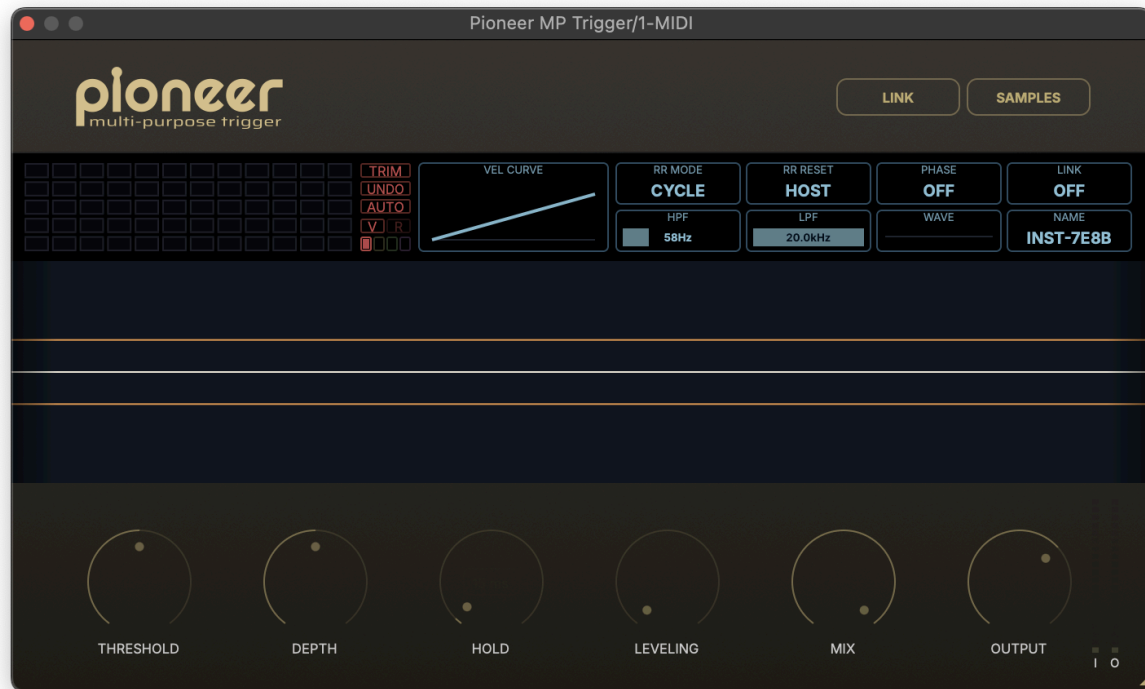 Pioneer MP Trigger/1-MIDI
pioneer
multi-purpose trigger
LINK
SAMPLES
TRIM
UNDO
AUTO
V R
VEL CURVE
RR MODE
CYCLE
RR RESET
HOST
PHASE
OFF
LINK
OFF
HPF
58Hz
LPF
20.0kHz
WAVE
NAME
INST-7E8B
THRESHOLD
DEPTH
HOLD
LEVELING
MIX
OUTPUT
I O